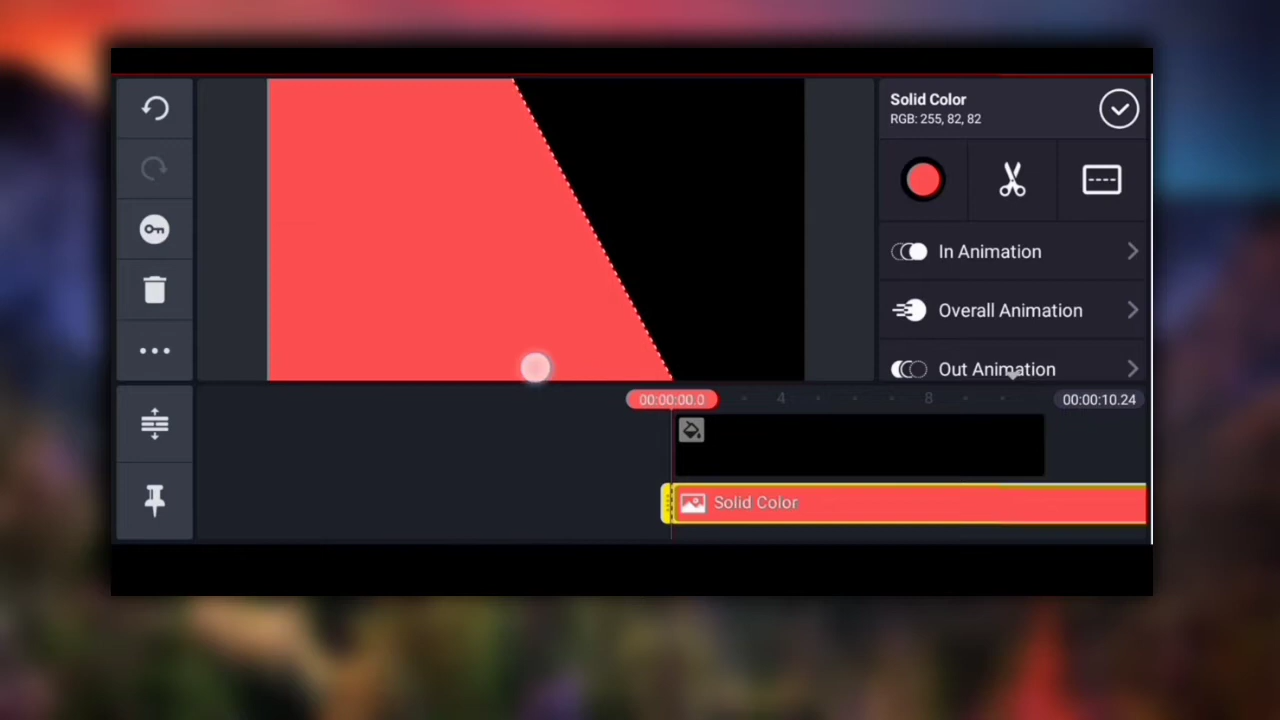 Solid Color
RGB: 255, 82, 82
In Animation
Overall Animation
Out Animation
00:00:00.0
4
8
00:00:10.24
Solid Color